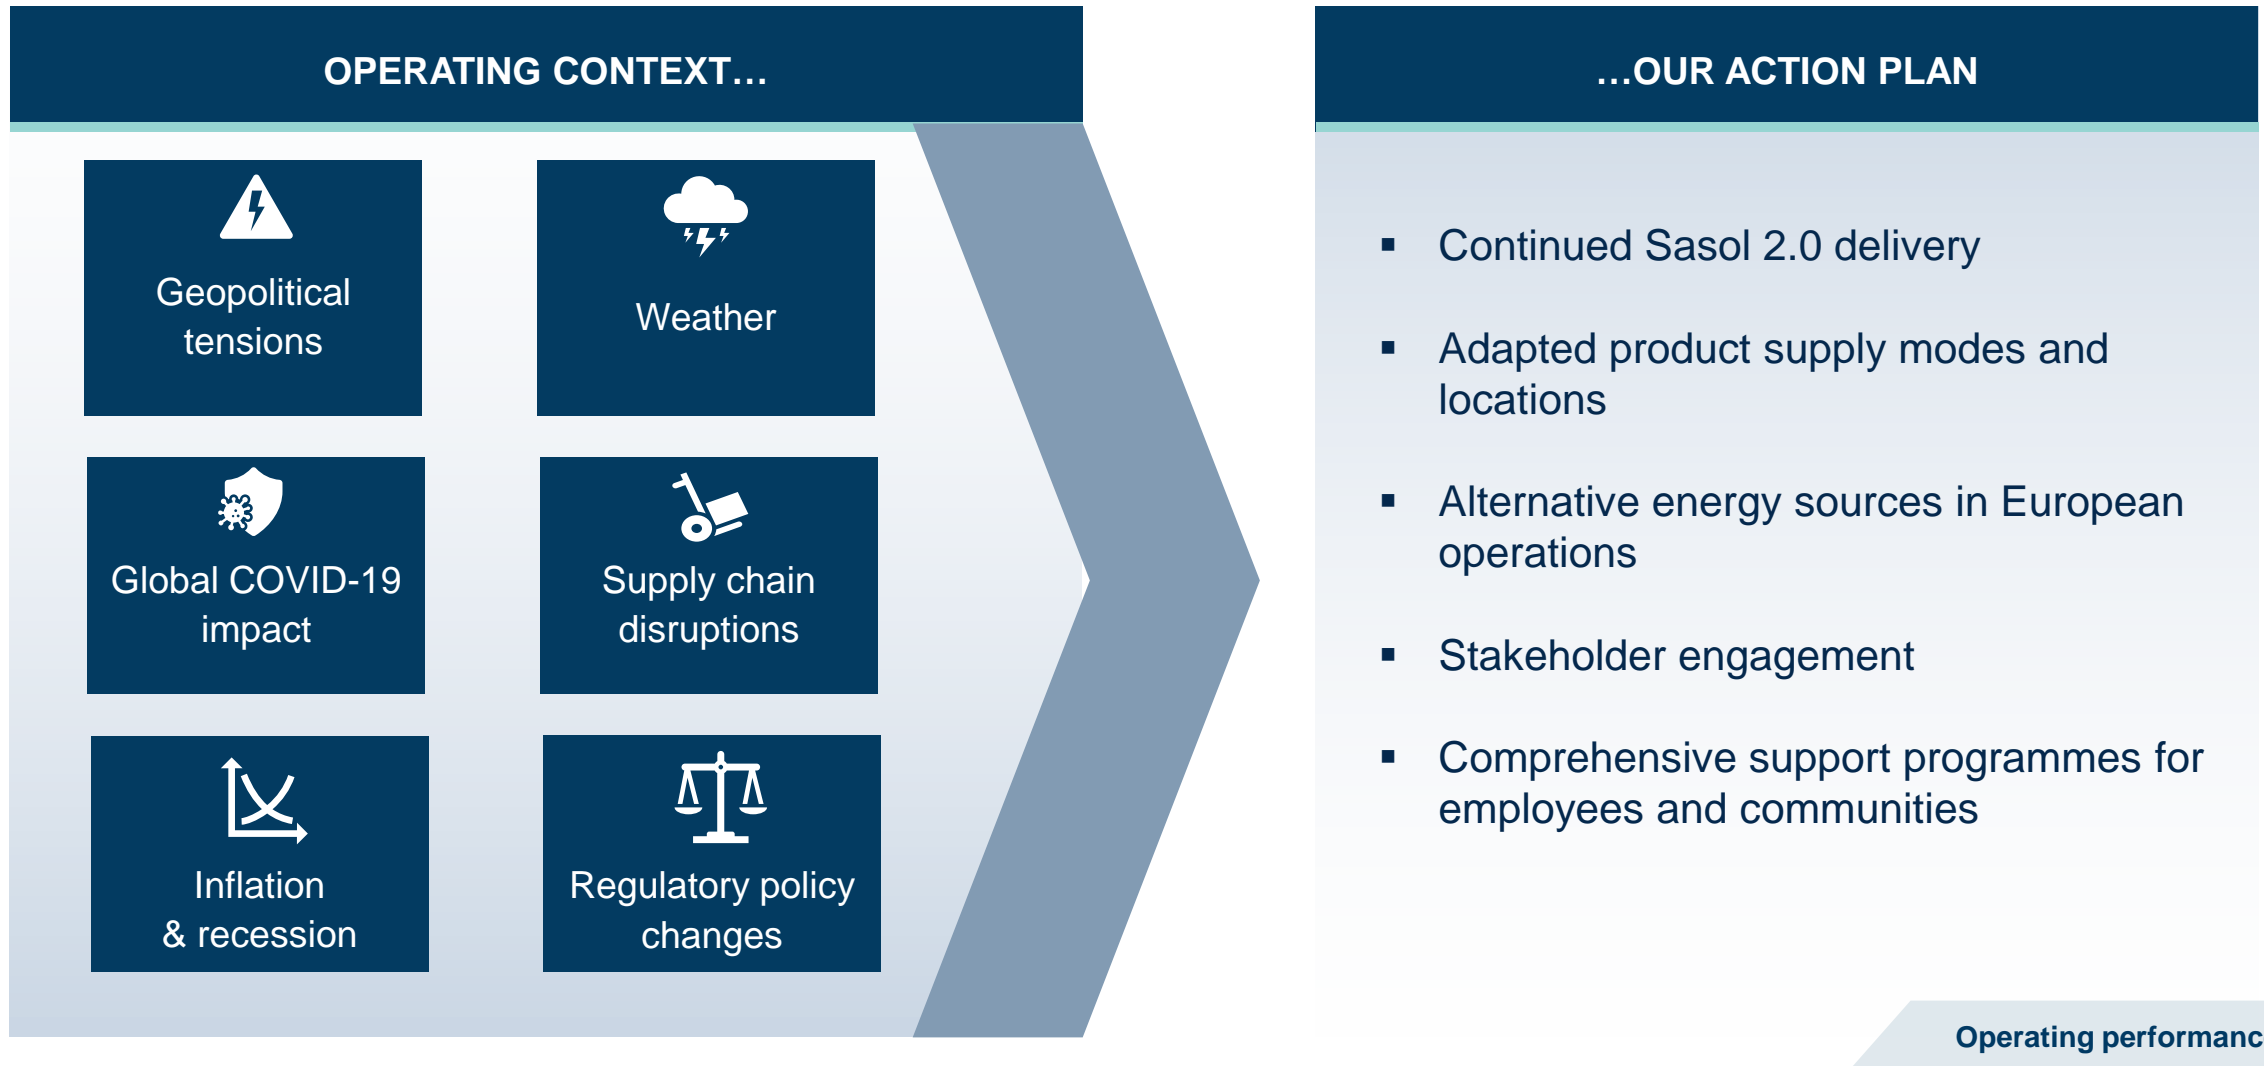 OPERATING CONTEXT…
Geopolitical
tensions
Weather
Global COVID-19
impact
Supply chain
disruptions
Inflation
& recession
Regulatory policy
changes
…OUR ACTION PLAN
▪ Continued Sasol 2.0 delivery
▪ Adapted product supply modes and
locations
▪ Alternative energy sources in European
operations
▪ Stakeholder engagement
▪ Comprehensive support programmes for
employees and communities
Operating performanc